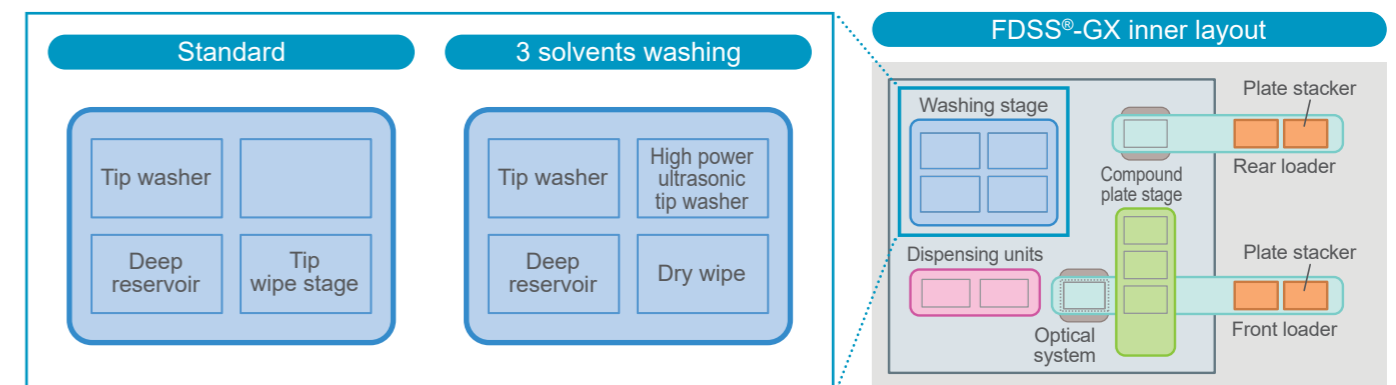 Standard
3 solvents washing
FDSS®-GX inner layout
Tip washer
Deep
reservoir
Tip
wipe stage
Tip washer
High power
ultrasonic
tip washer
Deep
reservoir
Dry wipe
Washing stage
Plate stacker
Compound
plate stage
Rear loader
Dispensing units
Plate stacker
Optical
system
Front loader